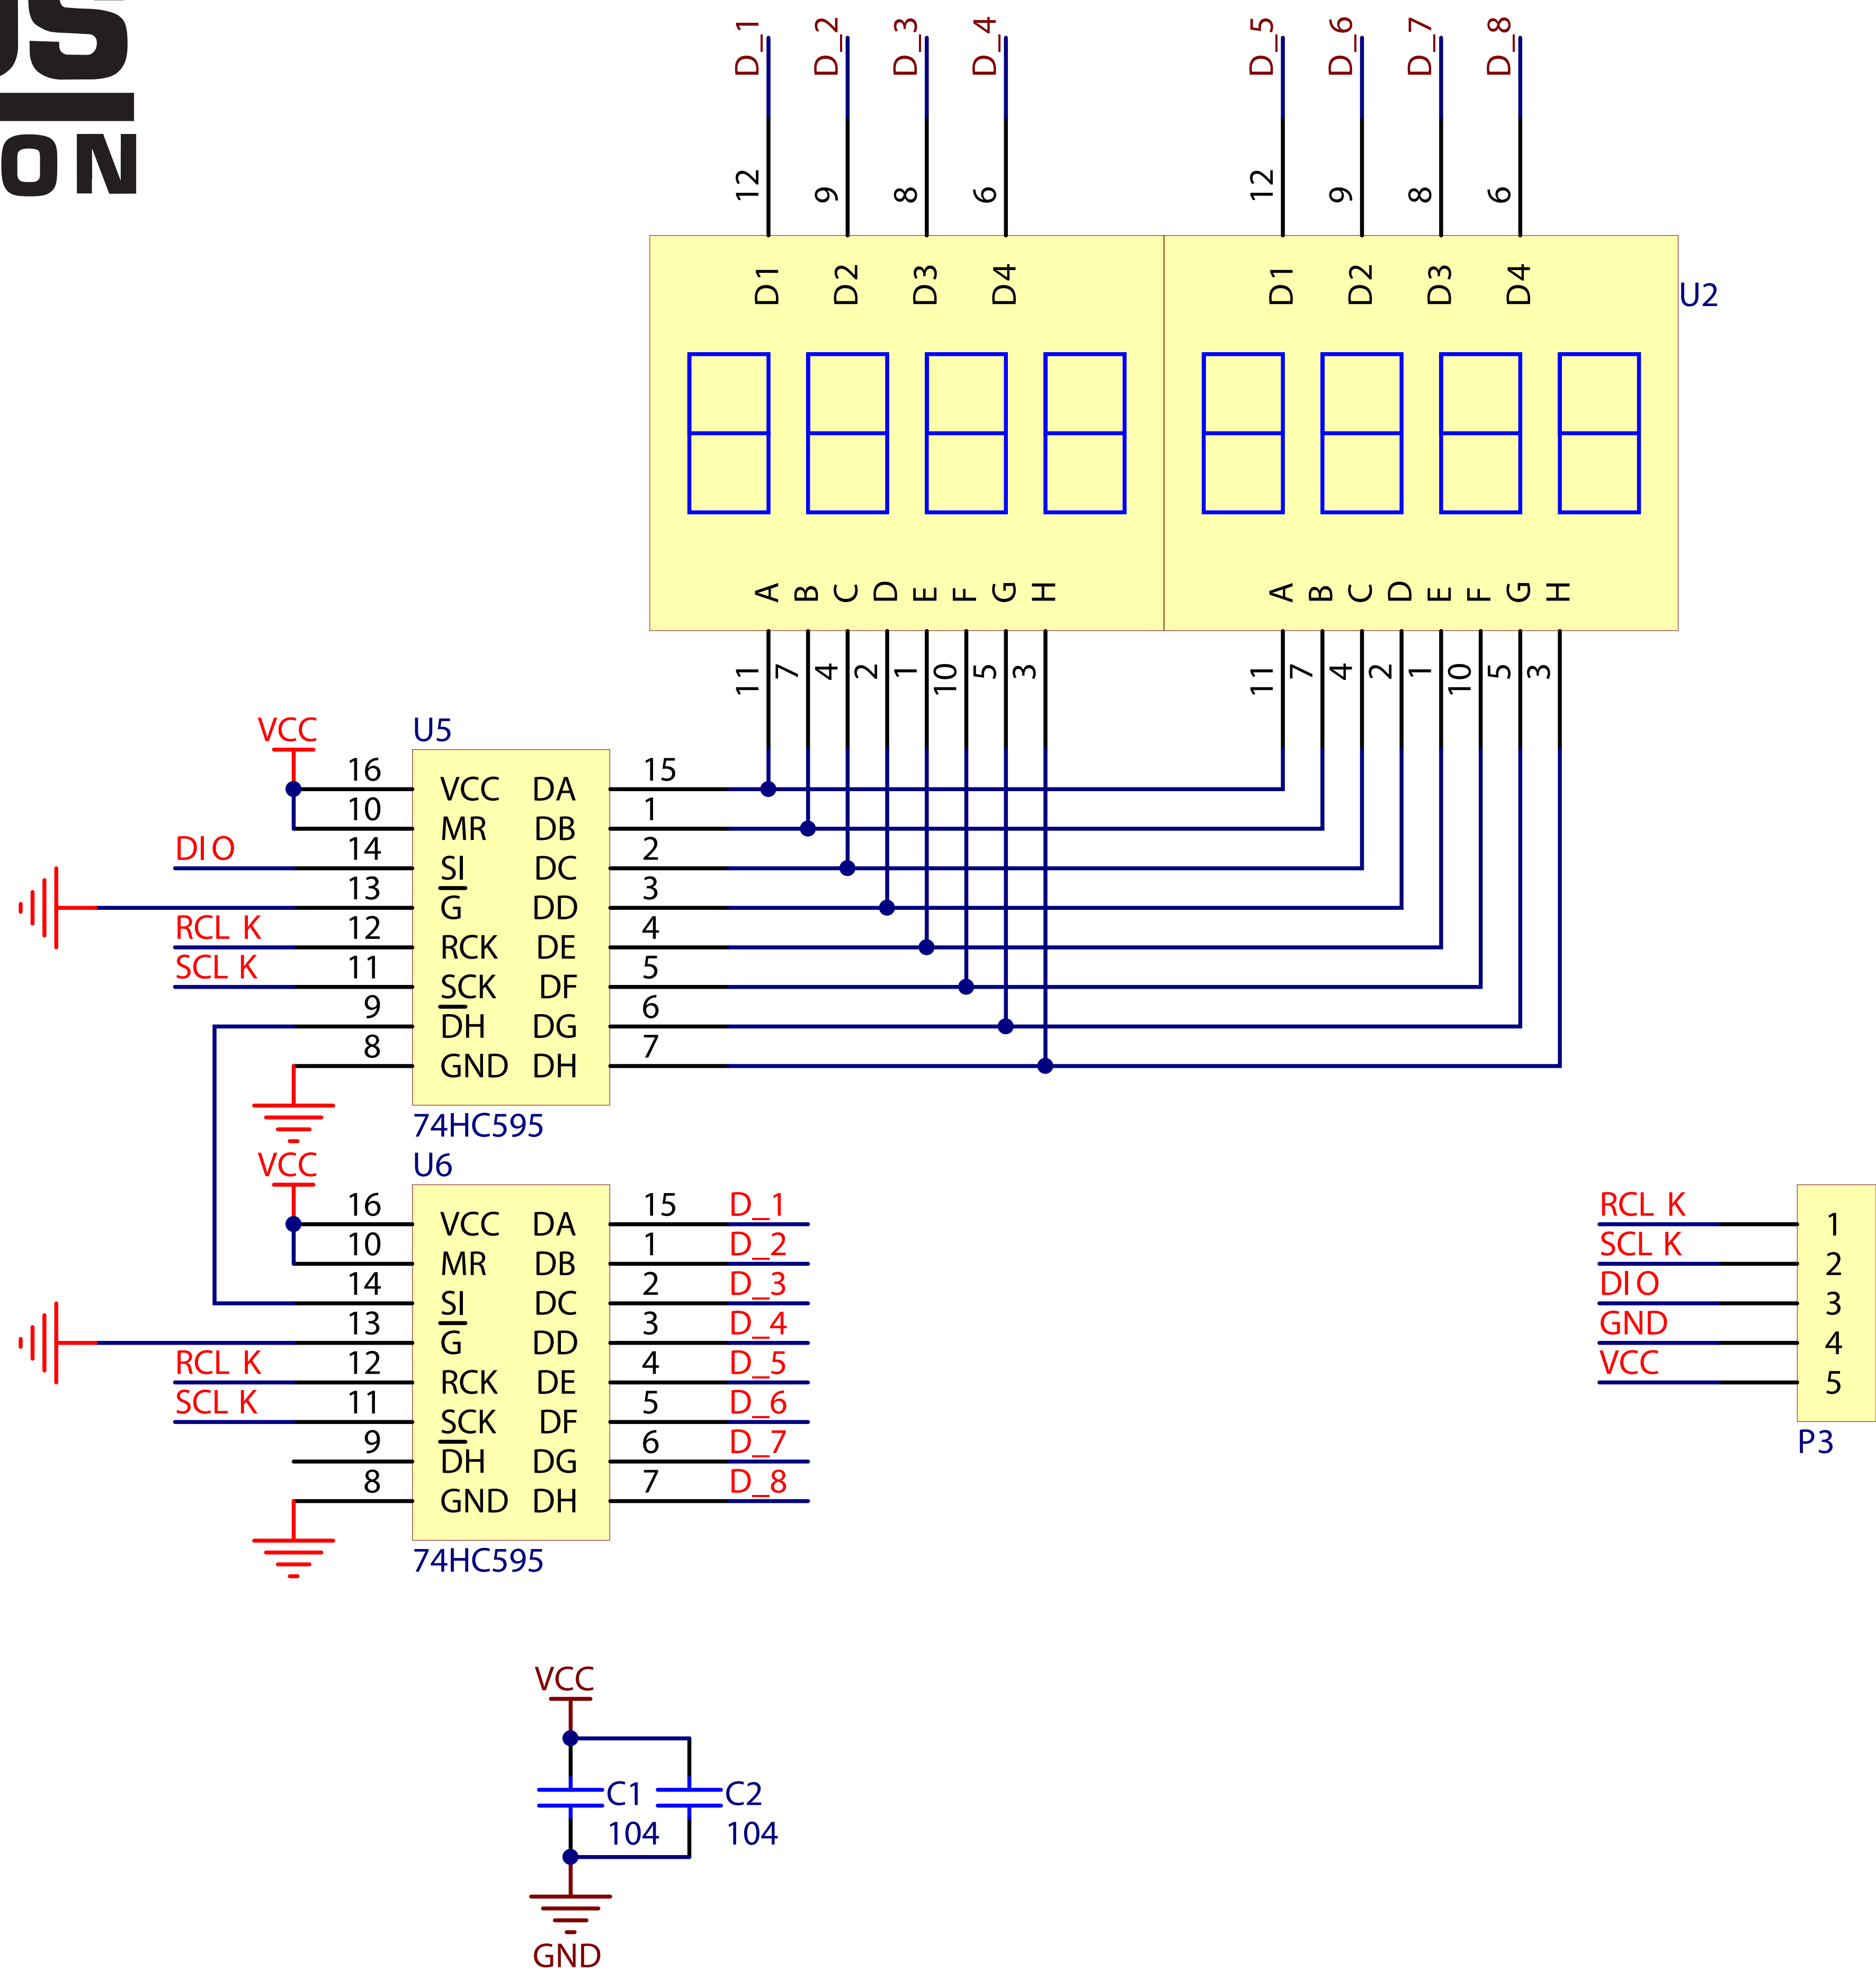 US
ON
D_1 D_2 D_3 D_4 D_5 D_6 D_7 D_8
12 9 8 6 12 9 8 6
D1 D2 D3 D4 D1 D2 D3 D4
U2
A B C D E F G H A B C D E F G H
11 7 4 2 1 10 5 3 11 7 4 2 1 10 5 3
VCC
U5
16 VCC DA 15
10 MR DB 1
DIO 14 SI DC 2
13 G DD 3
RCL K 12 RCK DE 4
SCL K 11 SCK DF 5
9 DH DG 6
8 GND DH 7
74HC595
VCC
U6
16 VCC DA 15 D_1
10 MR DB 1 D_2
14 SI DC 2 D_3
13 G DD 3 D_4
RCL K 12 RCK DE 4 D_5
SCL K 11 SCK DF 5 D_6
9 DH DG 6 D_7
8 GND DH 7 D_8
74HC595
RCL K 1
SCL K 2
DIO 3
GND 4
VCC 5
P3
VCC
C1 C2
104 104
GND